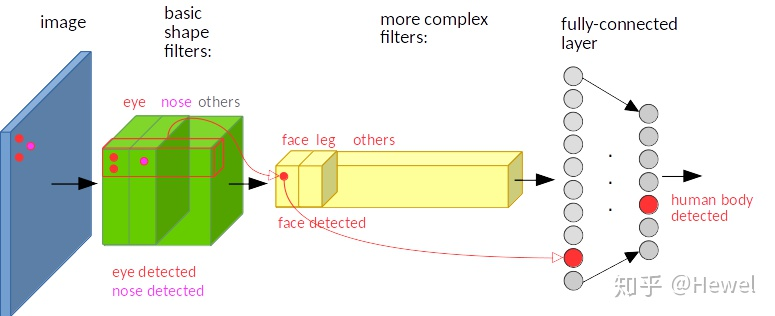 image
basic
shape
filters:
more complex
filters:
fully-connected
layer
eye nose others
face leg others
face detected
human body
detected
eye detected
nose detected
知乎 @Hewel